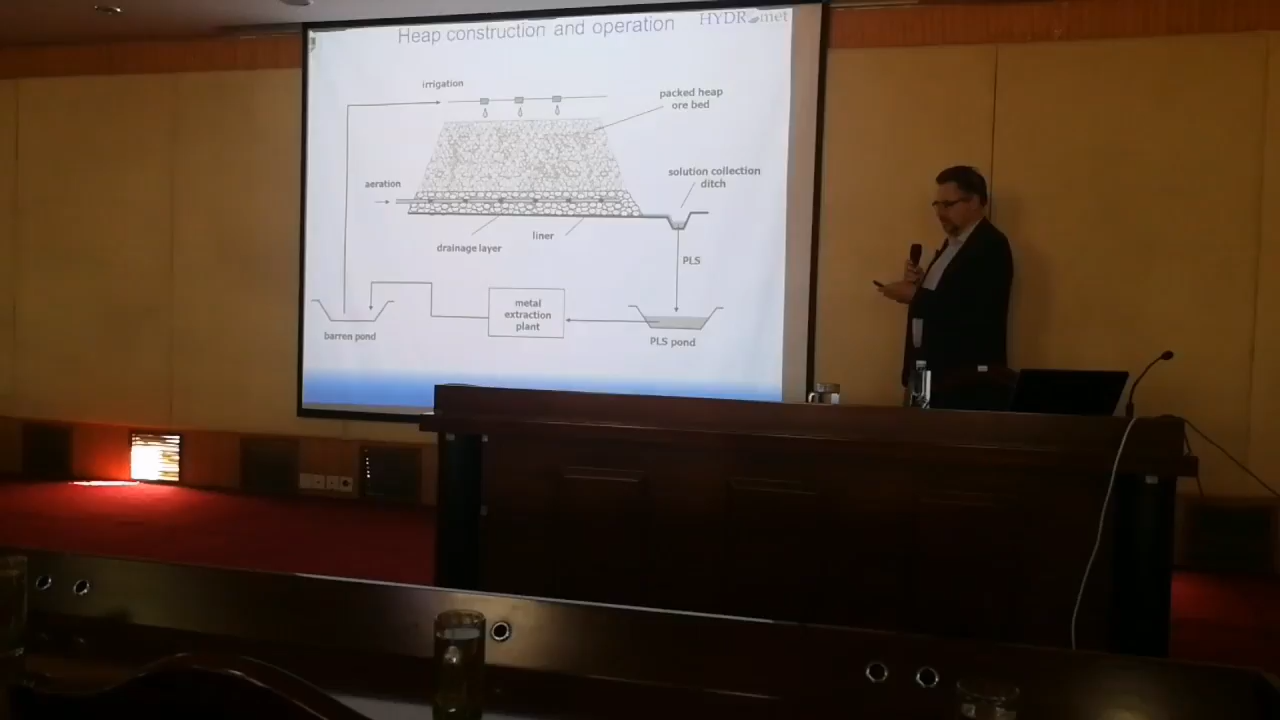 Heap construction and operation
HYDROmet
irrigation
packed heap
ore bed
solution collection
ditch
aeration
liner
drainage layer
PLS
metal
extraction
plant
barren pond
PLS pond